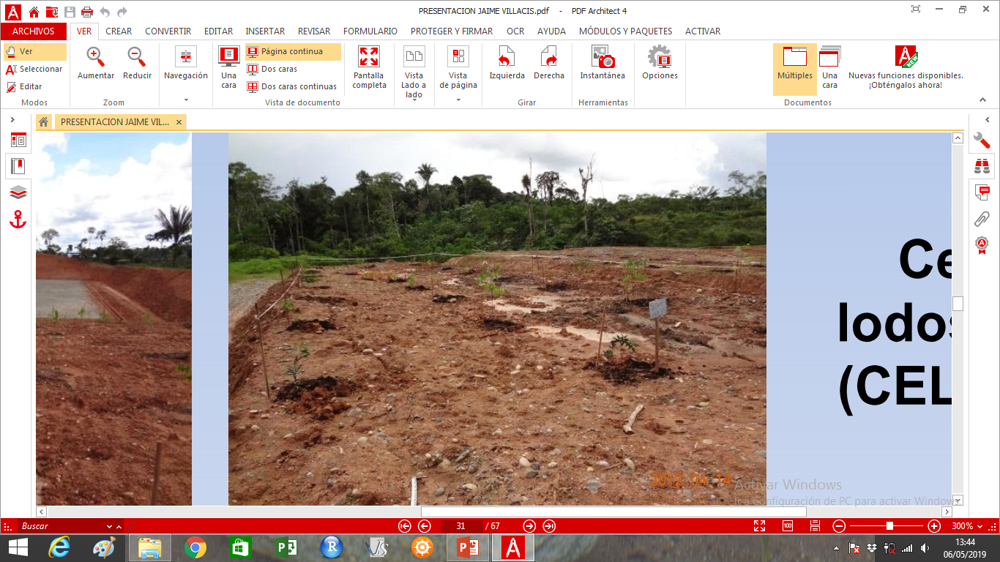 PRESENTACION JAIME VILLACIS.pdf - PDF Architect 4
ARCHIVOS VER CREAR CONVERTIR EDITAR INSERTAR REVISAR FORMULARIO PROTEGER Y FIRMAR OCR AYUDA MÓDULOS Y PAQUETES ACTIVAR
Ver
Seleccionar
Editar
Modos
Aumentar
Reducir
Zoom
Navegación
Una
cara
Página continua
Dos caras
Dos caras continuas
Vista de documento
Pantalla
completa
Vista
Lado a
lado
Vista
de página
Izquierda
Derecha
Girar
Instantánea
Herramientas
Opciones
Múltiples
Una
cara
Documentos
NEW
Nuevas funciones disponibles.
¡Obténgalos ahora!
PRESENTACION JAIME VIL...
Ce
lodos
(CEL
2012.04.14
Activar Windows
configuración de PC para activar Windows.
Buscar
31 / 67
100
300%
13:44
06/05/2019